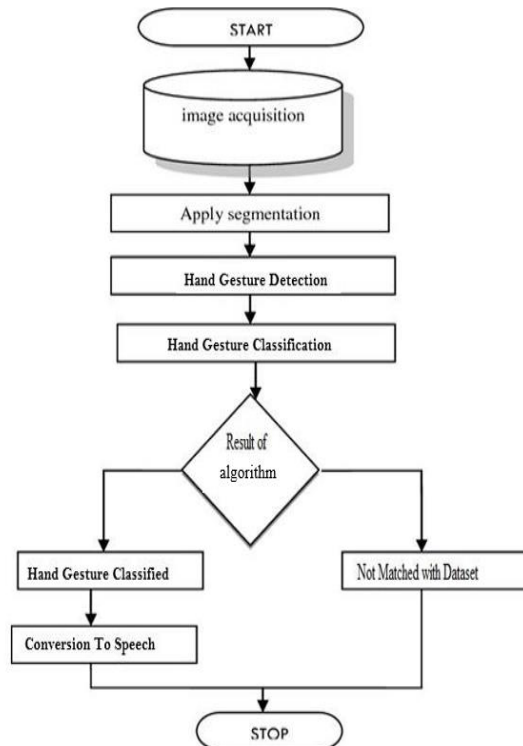 START
image acquisition
Apply segmentation
Hand Gesture Detection
Hand Gesture Classification
Result of
algorithm
Hand Gesture Classified
Not Matched with Dataset
Conversion To Speech
STOP